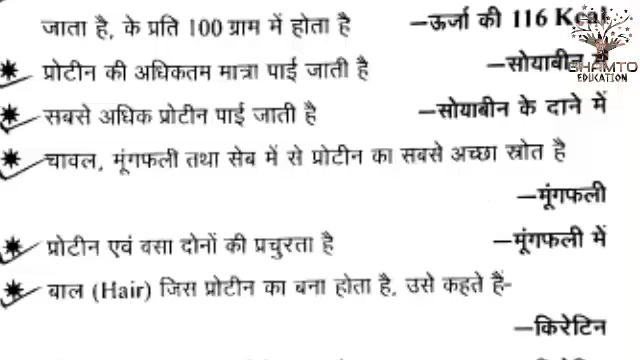 जाता है, के प्रति 100 ग्राम में होता है –ऊर्जा की 116 Kcal
प्रोटीन की अधिकतम मात्रा पाई जाती है –सोयाबीन में
BHAMTO
EDUCATION
सबसे अधिक प्रोटीन पाई जाती है –सोयाबीन के दाने में
चावल, मूंगफली तथा सेब में से प्रोटीन का सबसे अच्छा स्रोत है
–मूंगफली
प्रोटीन एवं वसा दोनों की प्रचुरता है –मूंगफली में
बाल (Hair) जिस प्रोटीन का बना होता है, उसे कहते हैं-
–किरेटिन